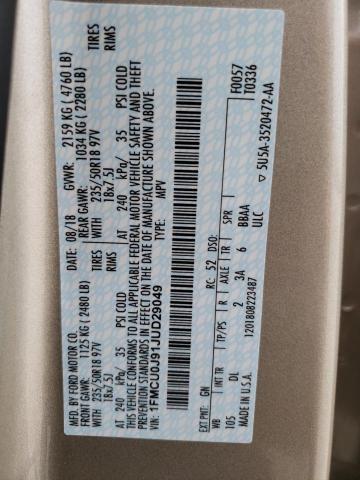 MFD. BY FORD MOTOR CO. DATE: 08/18 GVWR: 2159 KG ( 4760 LB)
FRONT GAWR: 1125 KG ( 2480 LB) REAR GAWR: 1034 KG ( 2280 LB)
235/50R18 97V TIRES 235/50R18 97V TIRES
18x7.5J RIMS 18x7.5J RIMS
AT 240 kPa/ 35 PSI COLD AT 240 kPa/ 35 PSI COLD
THIS VEHICLE CONFORMS TO ALL APPLICABLE FEDERAL MOTOR VEHICLE SAFETY AND THEFT
PREVENTION STANDARDS IN EFFECT ON THE DATE OF MANUFACTURE SHOWN ABOVE.
VIN: 1FMCU0J91JUD29049 TYPE: MPV
EXT PNT: GN RC: 52 DSO: F0057
T0336
WB TP/PS R AXLE TR SPR
105 DL 2 3A 6 BBAA
MADE IN U.S.A. ULC
1201808223487 5U5A-3520472-AA